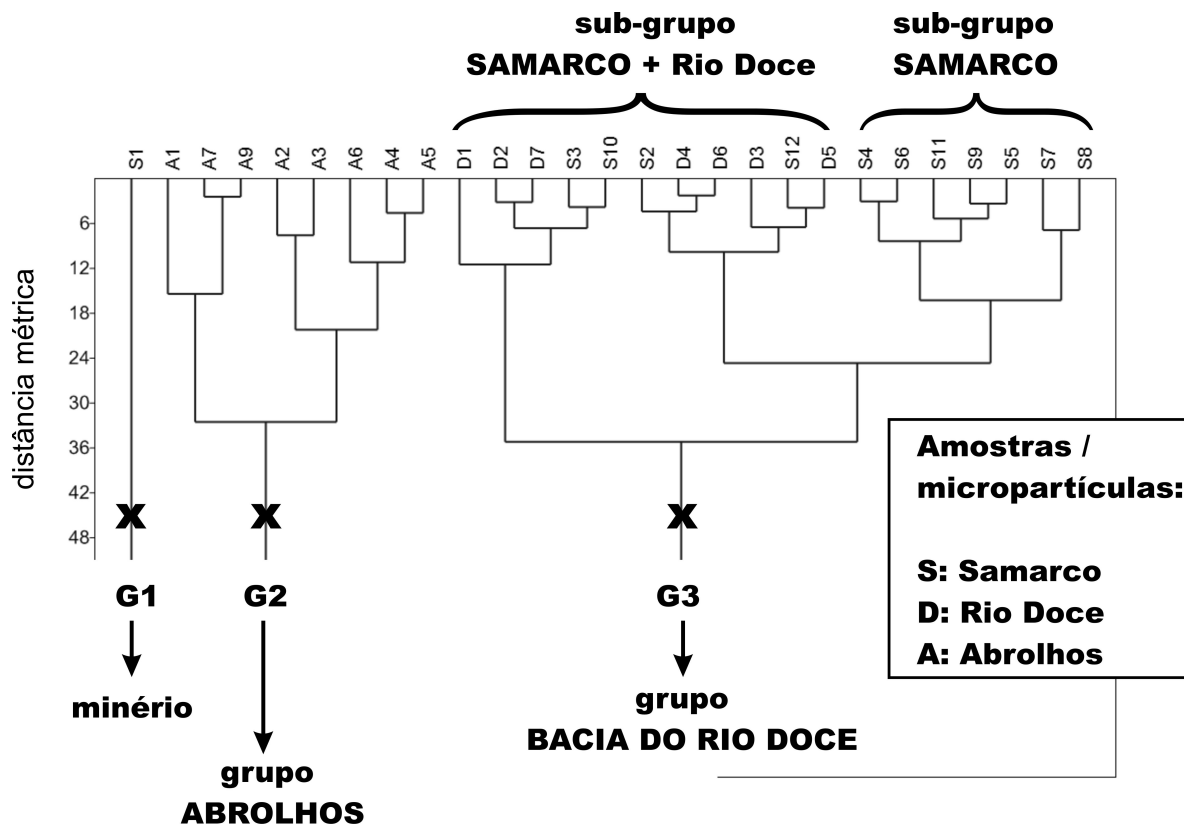 sub-grupo
SAMARCO + Rio Doce
sub-grupo
SAMARCO
S1 A1 A7 A9 A2 A3 A6 A4 A5 D1 D2 D7 S3 S10 S2 D4 D6 D3 S12 D5 S4 S6 S11 S9 S5 S7 S8
distância métrica
6
12
18
24
30
36
42
48
X X X
G1
G2
G3
minério
grupo
ABROLHOS
grupo
BACIA DO RIO DOCE
Amostras /
micropartículas:
S: Samarco
D: Rio Doce
A: Abrolhos